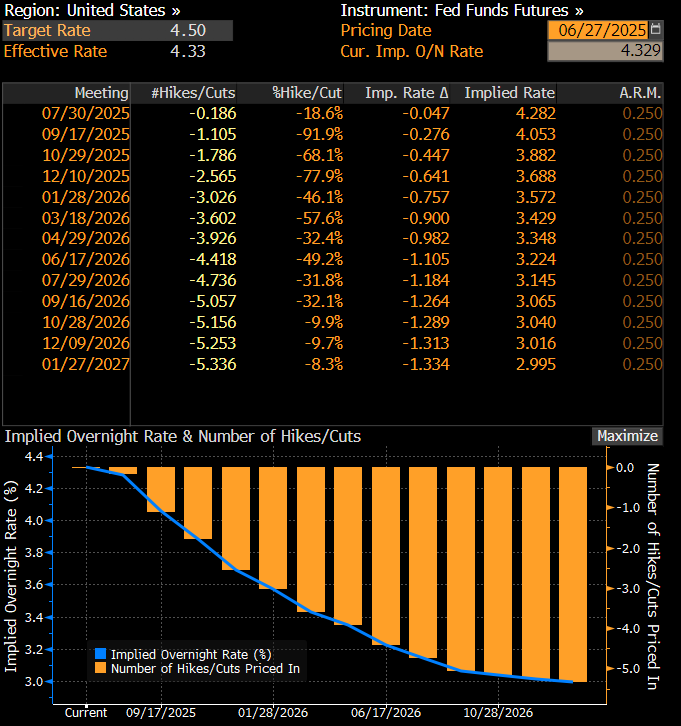 Region: United States » Instrument: Fed Funds Futures »
Target Rate 4.50 Pricing Date 06/27/2025
Effective Rate 4.33 Cur. Imp. O/N Rate 4.329
Meeting #Hikes/Cuts %Hike/Cut Imp. Rate Δ Implied Rate A.R.M.
07/30/2025 -0.186 -18.6% -0.047 4.282 0.250
09/17/2025 -1.105 -91.9% -0.276 4.053 0.250
10/29/2025 -1.786 -68.1% -0.447 3.882 0.250
12/10/2025 -2.565 -77.9% -0.641 3.688 0.250
01/28/2026 -3.026 -46.1% -0.757 3.572 0.250
03/18/2026 -3.602 -57.6% -0.900 3.429 0.250
04/29/2026 -3.926 -32.4% -0.982 3.348 0.250
06/17/2026 -4.418 -49.2% -1.105 3.224 0.250
07/29/2026 -4.736 -31.8% -1.184 3.145 0.250
09/16/2026 -5.057 -32.1% -1.264 3.065 0.250
10/28/2026 -5.156 -9.9% -1.289 3.040 0.250
12/09/2026 -5.253 -9.7% -1.313 3.016 0.250
01/27/2027 -5.336 -8.3% -1.334 2.995 0.250
Implied Overnight Rate & Number of Hikes/Cuts Maximize
Implied Overnight Rate (%)
4.4
4.2
4.0
3.8
3.6
3.4
3.2
3.0
Implied Overnight Rate (%)
Number of Hikes/Cuts Priced In
0.0
-1.0
-2.0
-3.0
-4.0
-5.0
Number of Hikes/Cuts Priced In
Current 09/17/2025 01/28/2026 06/17/2026 10/28/2026